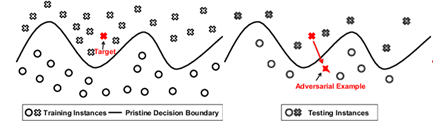 Target
Adversarial Example
Training Instances
Pristine Decision Boundary
Testing Instances